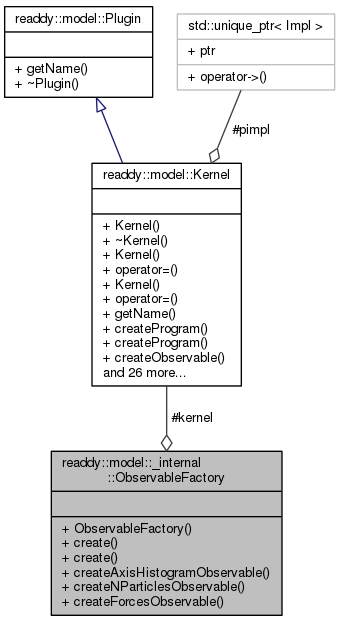 readdy::model::Plugin
+ getName()
+ ~Plugin()
std::unique_ptr< Impl >
+ ptr
+ operator->()
#pimpl
readdy::model::Kernel
+ Kernel()
+ ~Kernel()
+ Kernel()
+ operator=()
+ Kernel()
+ operator=()
+ getName()
+ createProgram()
+ createProgram()
+ createObservable()
and 26 more...
#kernel
readdy::model::_internal
::ObservableFactory
+ ObservableFactory()
+ create()
+ create()
+ createAxisHistogramObservable()
+ createNParticlesObservable()
+ createForcesObservable()